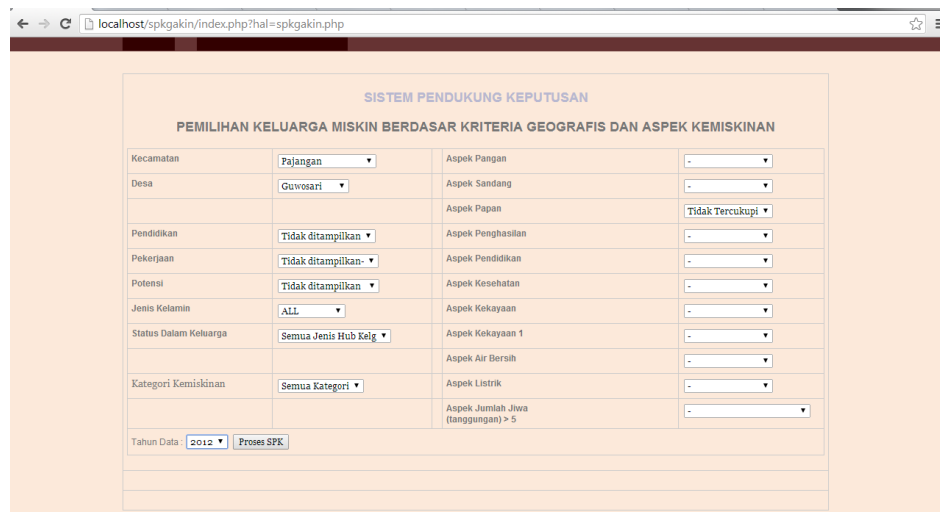 localhost/spkgakin/index.php?hal=spkgakin.php
SISTEM PENDUKUNG KEPUTUSAN
PEMILIHAN KELUARGA MISKIN BERDASAR KRITERIA GEOGRAFIS DAN ASPEK KEMISKINAN
Kecamatan Pajangan Aspek Pangan -
Desa Guwosari Aspek Sandang -
Aspek Papan Tidak Tercukupi
Pendidikan Tidak ditampilkan Aspek Penghasilan -
Pekerjaan Tidak ditampilkan- Aspek Pendidikan -
Potensi Tidak ditampilkan Aspek Kesehatan -
Jenis Kelamin ALL Aspek Kekayaan -
Status Dalam Keluarga Semua Jenis Hub Kelg Aspek Kekayaan 1 -
Aspek Air Bersih -
Kategori Kemiskinan Semua Kategori Aspek Listrik -
Aspek Jumlah Jiwa -
(tanggungan) > 5
Tahun Data : 2012 Proses SPK